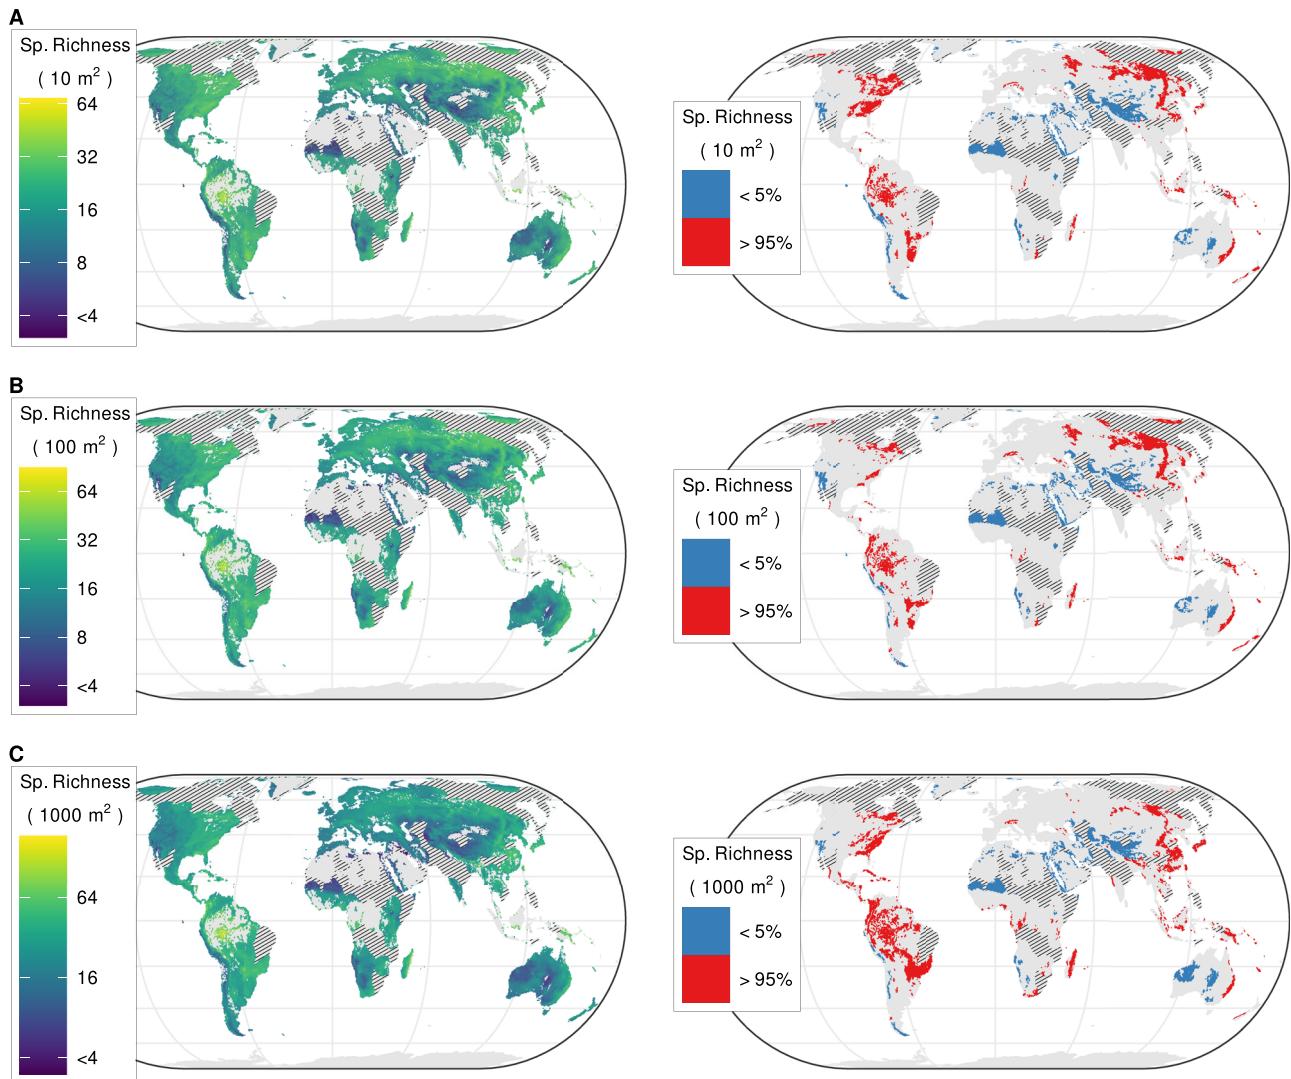 A
Sp. Richness
( 10 m²)
64
32
16
8
<4
Sp. Richness
( 10 m²)
< 5%
> 95%
B
Sp. Richness
( 100 m²)
64
32
16
8
<4
Sp. Richness
( 100 m²)
< 5%
> 95%
C
Sp. Richness
( 1000 m²)
64
16
<4
Sp. Richness
( 1000 m²)
< 5%
> 95%